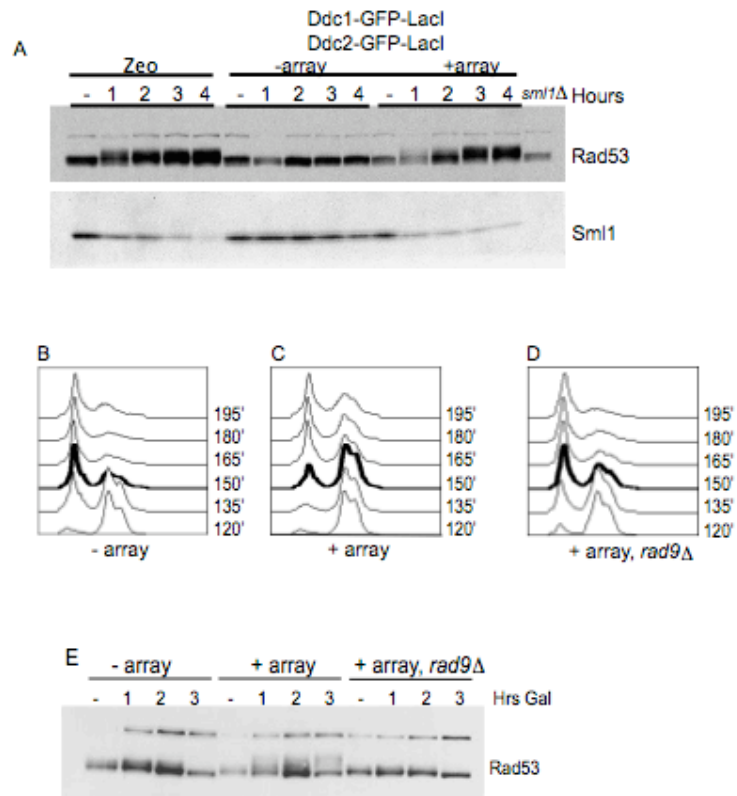 Ddc1-GFP-LacI
Ddc2-GFP-LacI
A
Zeo -array +array
- 1 2 3 4 - 1 2 3 4 - 1 2 3 4 sml1Δ Hours
Rad53
Sml1
B C D
195' 195' 195'
180' 180' 180'
165' 165' 165'
150' 150' 150'
135' 135' 135'
120' 120' 120'
- array + array + array, rad9Δ
E - array + array + array, rad9Δ
- 1 2 3 - 1 2 3 - 1 2 3 Hrs Gal
Rad53